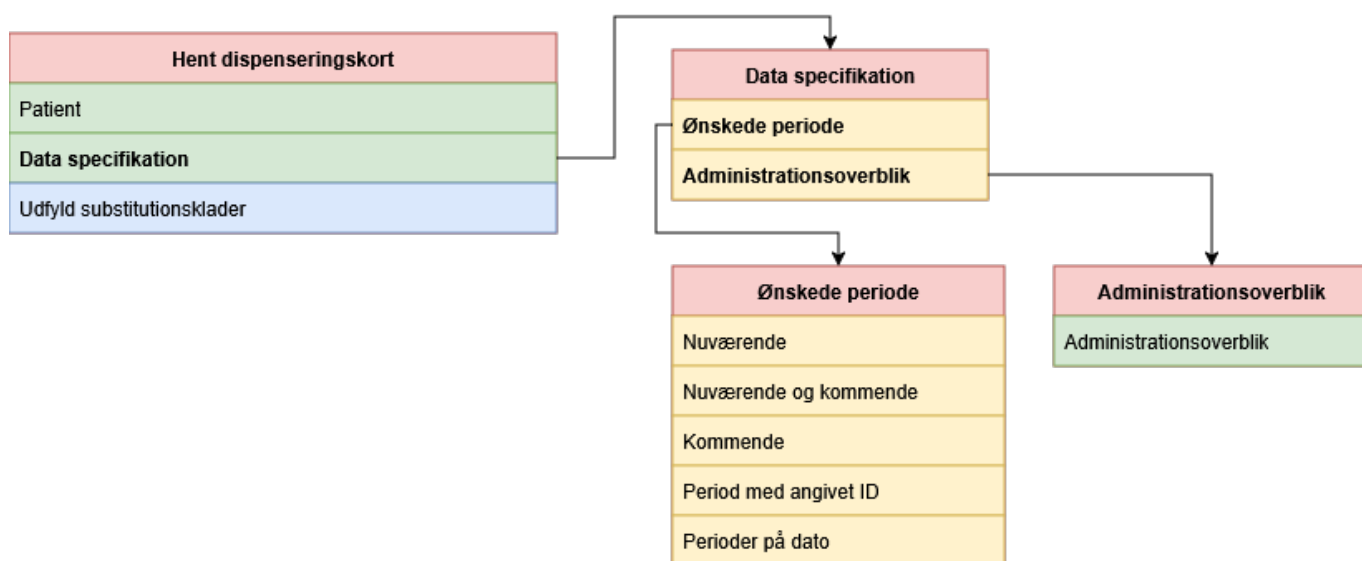 Hent dispenseringskort
Patient
Data specifikation
Udfyld substitutionsklader
Data specifikation
Ønskede periode
Administrationsoverblik
Ønskede periode
Nuværende
Nuværende og kommende
Kommende
Period med angivet ID
Perioder på dato
Administrationsoverblik
Administrationsoverblik